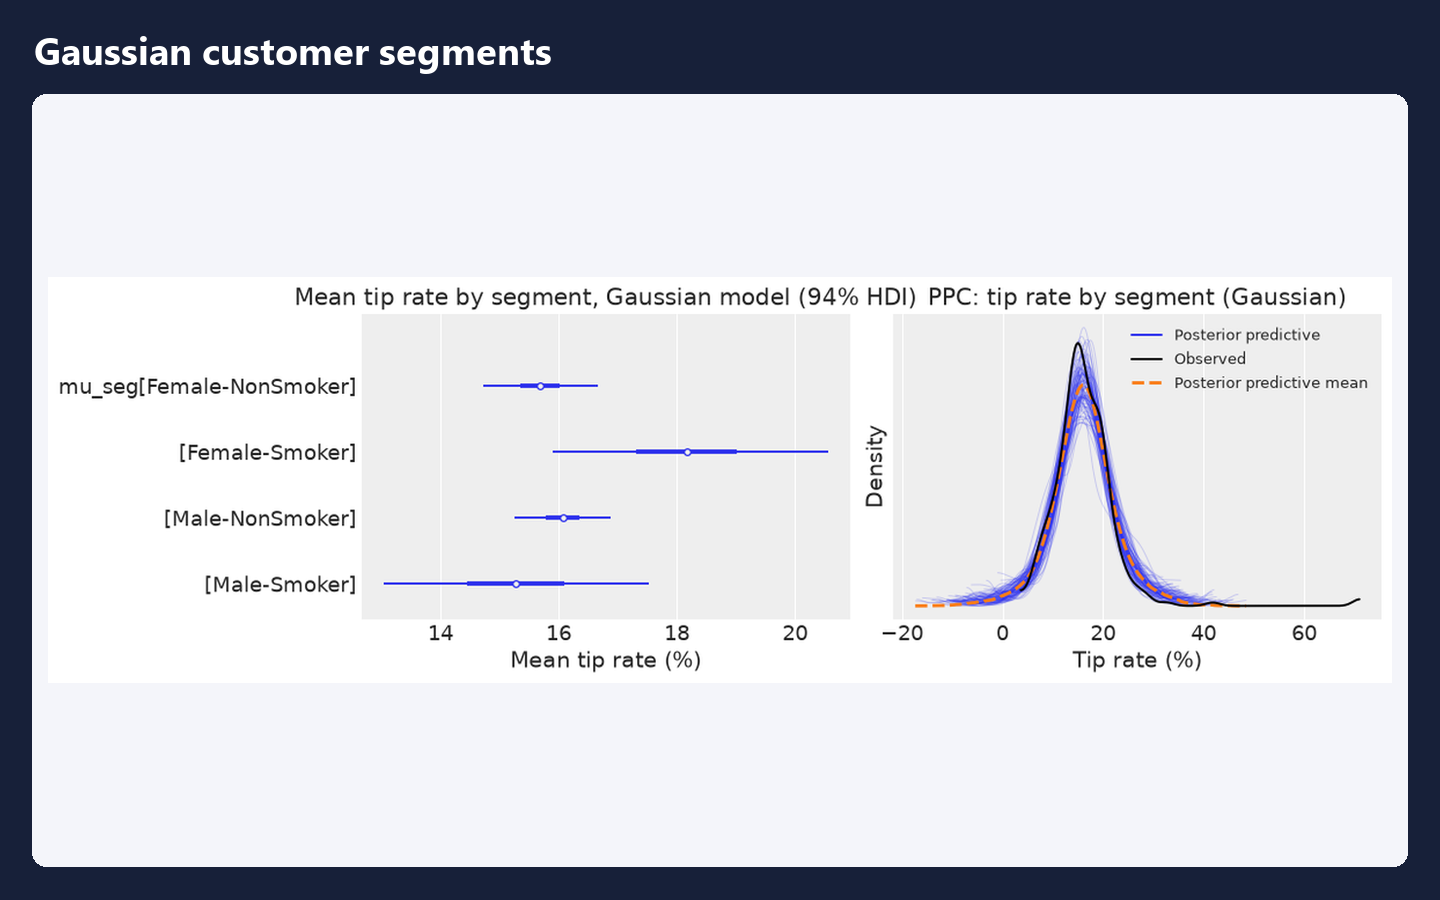 Gaussian customer segments
Mean tip rate by segment, Gaussian model (94% HDI)
mu_seg[Female-NonSmoker]
[Female-Smoker]
[Male-NonSmoker]
[Male-Smoker]
14 16 18 20
Mean tip rate (%)
PPC: tip rate by segment (Gaussian)
Posterior predictive
Observed
Posterior predictive mean
Density
−20 0 20 40 60
Tip rate (%)